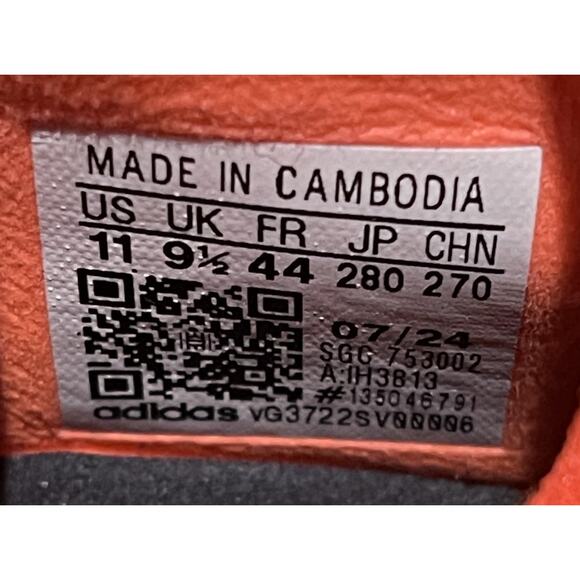 MADE IN CAMBODIA
US UK FR JP CHN
11 9½ 44 280 270
07/24
SGG 753002
A:IH3813
#135046791
adidas VG3722SV00006